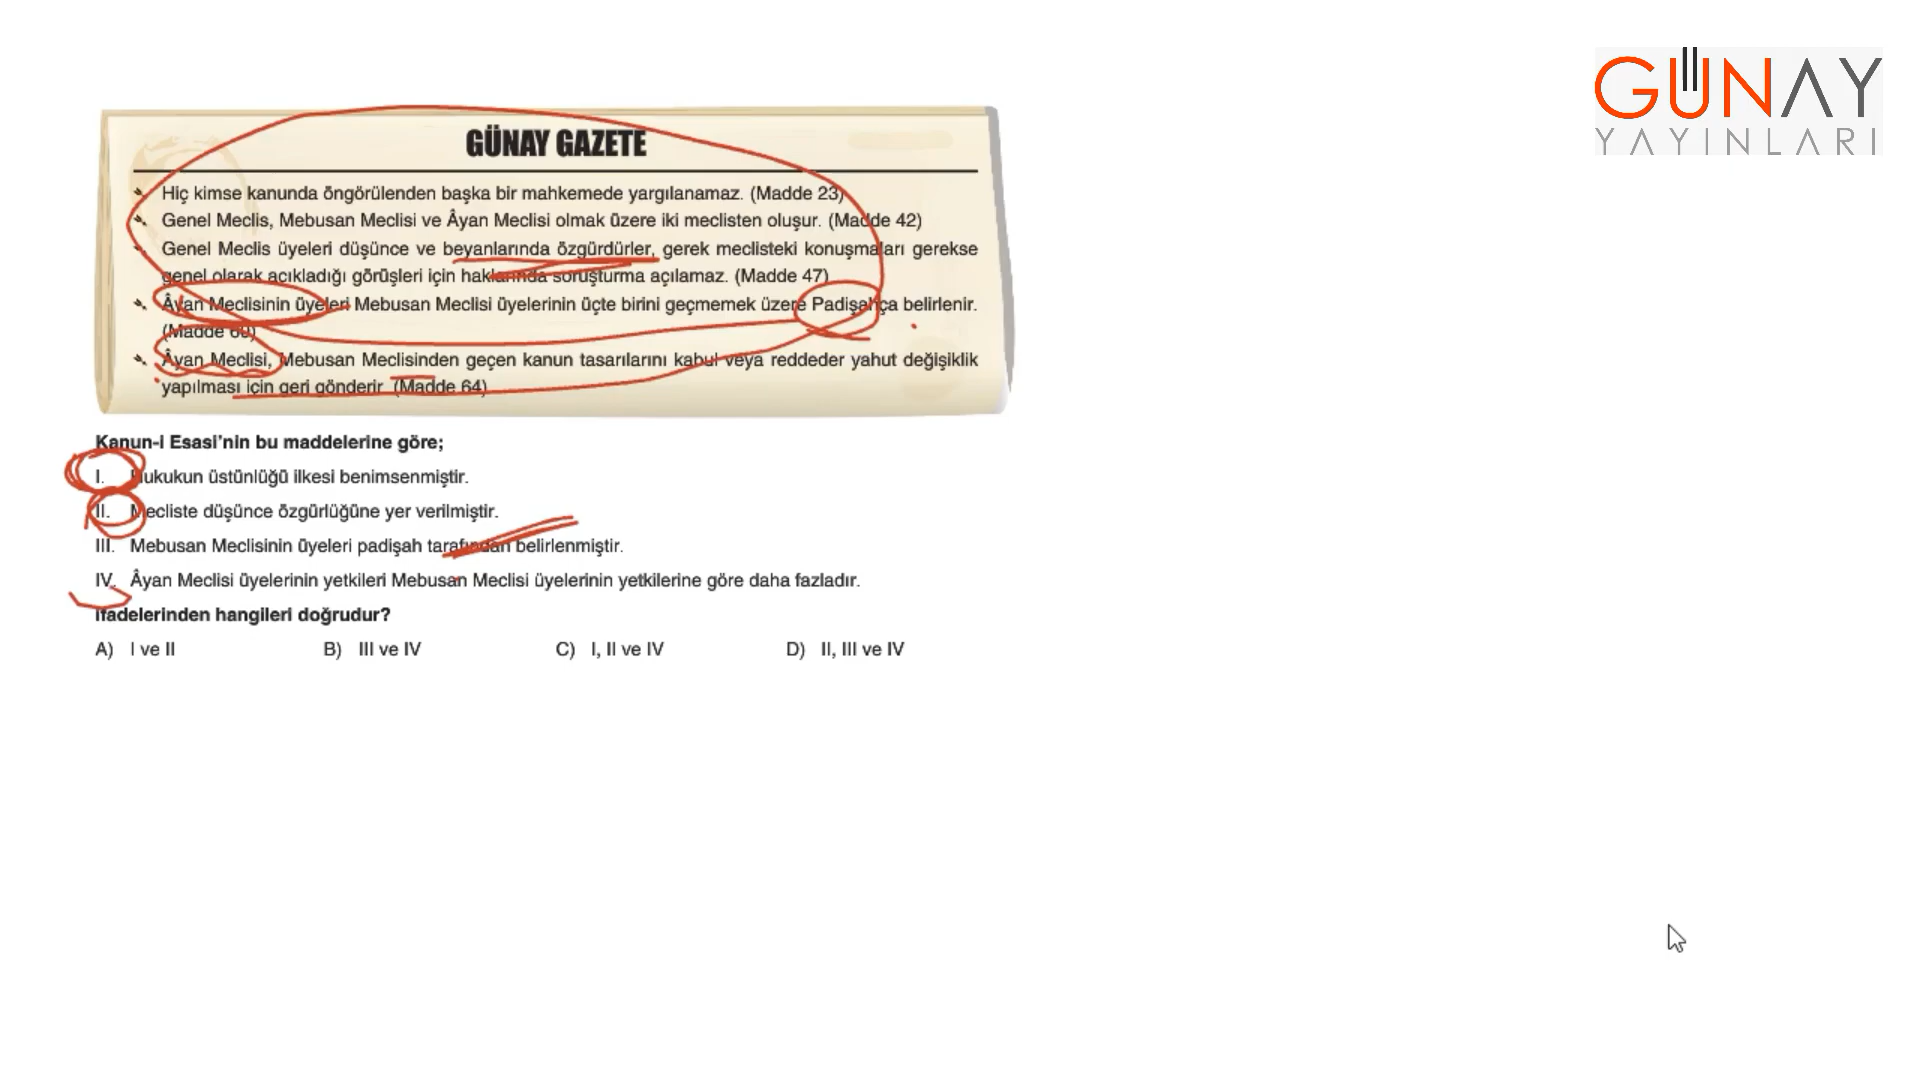 GÜNAY
YAYINLARI
GÜNAY GAZETE
Hiç kimse kanunda öngörülenden başka bir mahkemede yargılanamaz. (Madde 23)
Genel Meclis, Mebusan Meclisi ve Âyan Meclisi olmak üzere iki meclisten oluşur. (Madde 42)
Genel Meclis üyeleri düşünce ve beyanlarında özgürdürler, gerek meclisteki konuşmaları gerekse
genel olarak açıkladığı görüşleri için haklarında soruşturma açılamaz. (Madde 47)
Âyan Meclisinin üyeleri Mebusan Meclisi üyelerinin üçte birini geçmemek üzere Padişahça belirlenir.
(Madde 60)
Âyan Meclisi, Mebusan Meclisinden geçen kanun tasarılarını kabul veya reddeder yahut değişiklik
yapılması için geri gönderir. (Madde 64)
Kanun-i Esasi'nin bu maddelerine göre;
I. Hukukun üstünlüğü ilkesi benimsenmiştir.
II. Mecliste düşünce özgürlüğüne yer verilmiştir.
III. Mebusan Meclisinin üyeleri padişah tarafından belirlenmiştir.
IV. Âyan Meclisi üyelerinin yetkileri Mebusan Meclisi üyelerinin yetkilerine göre daha fazladır.
ifadelerinden hangileri doğrudur?
A) I ve II B) III ve IV C) I, II ve IV D) II, III ve IV